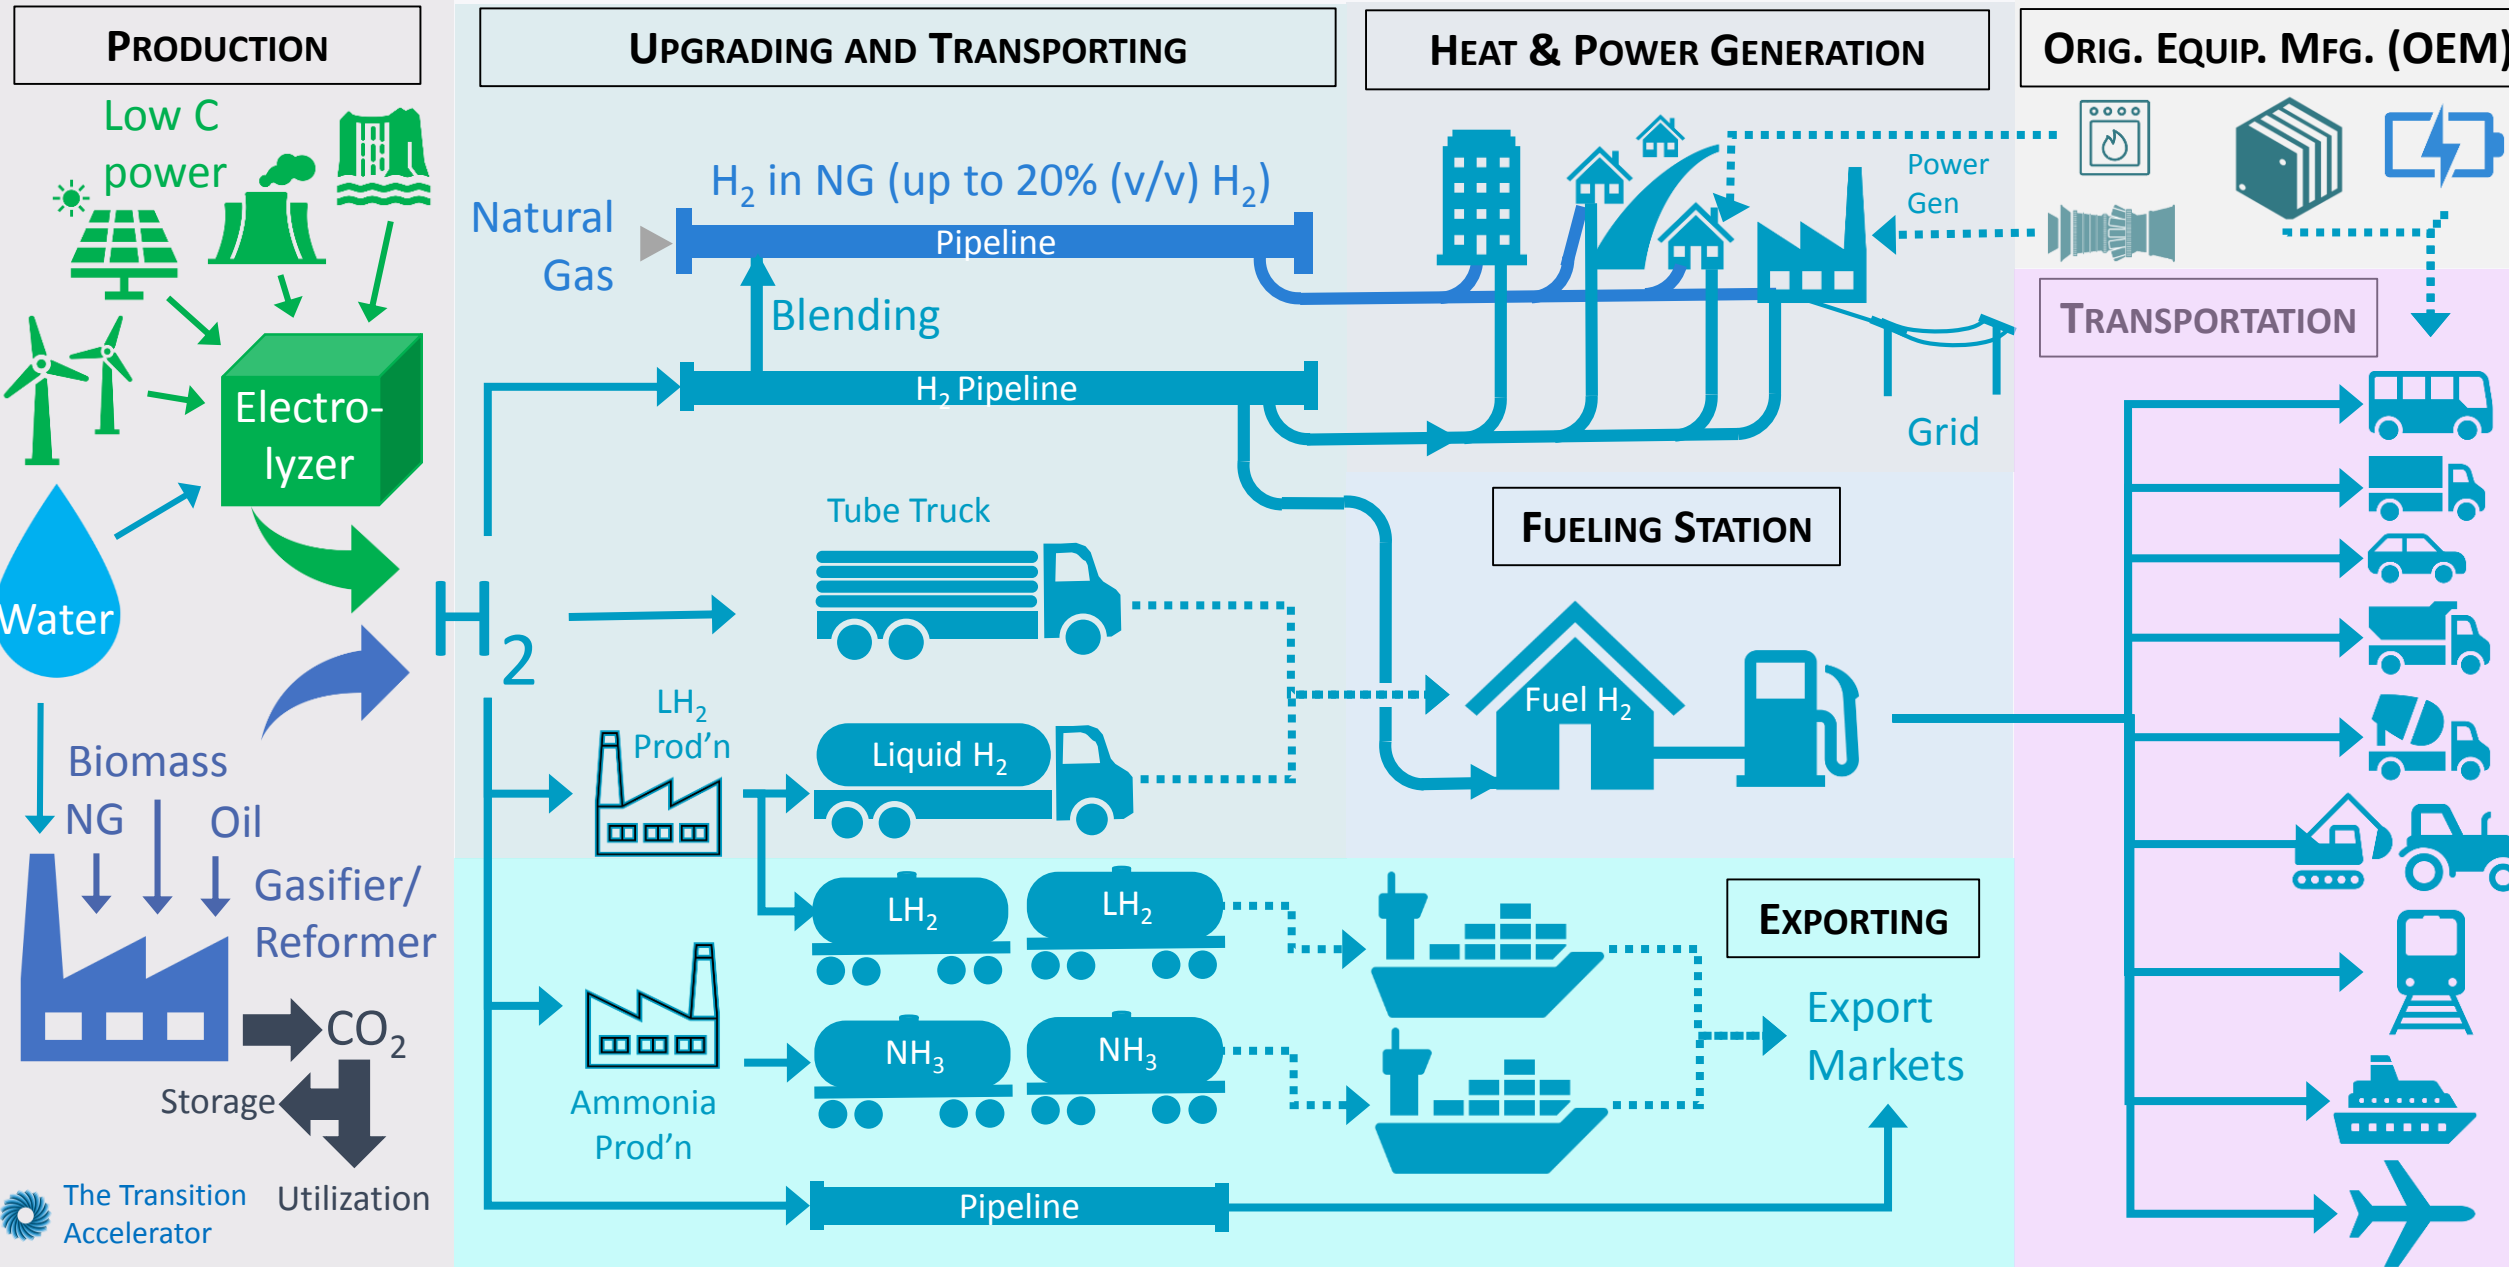 PRODUCTION
UPGRADING AND TRANSPORTING
HEAT & POWER GENERATION
ORIG. EQUIP. MFG. (OEM)
Low C
power
Electro-
lyzer
Water
Biomass
NG
Oil
Gasifier/
Reformer
CO2
Storage
Utilization
The Transition
Accelerator
H2
H2 in NG (up to 20% (v/v) H2)
Natural
Gas
Pipeline
Blending
H2 Pipeline
Tube Truck
LH2
Prod’n
Liquid H2
LH2
LH2
NH3
NH3
Ammonia
Prod’n
Pipeline
Power
Gen
Grid
FUELING STATION
Fuel H2
EXPORTING
Export
Markets
TRANSPORTATION